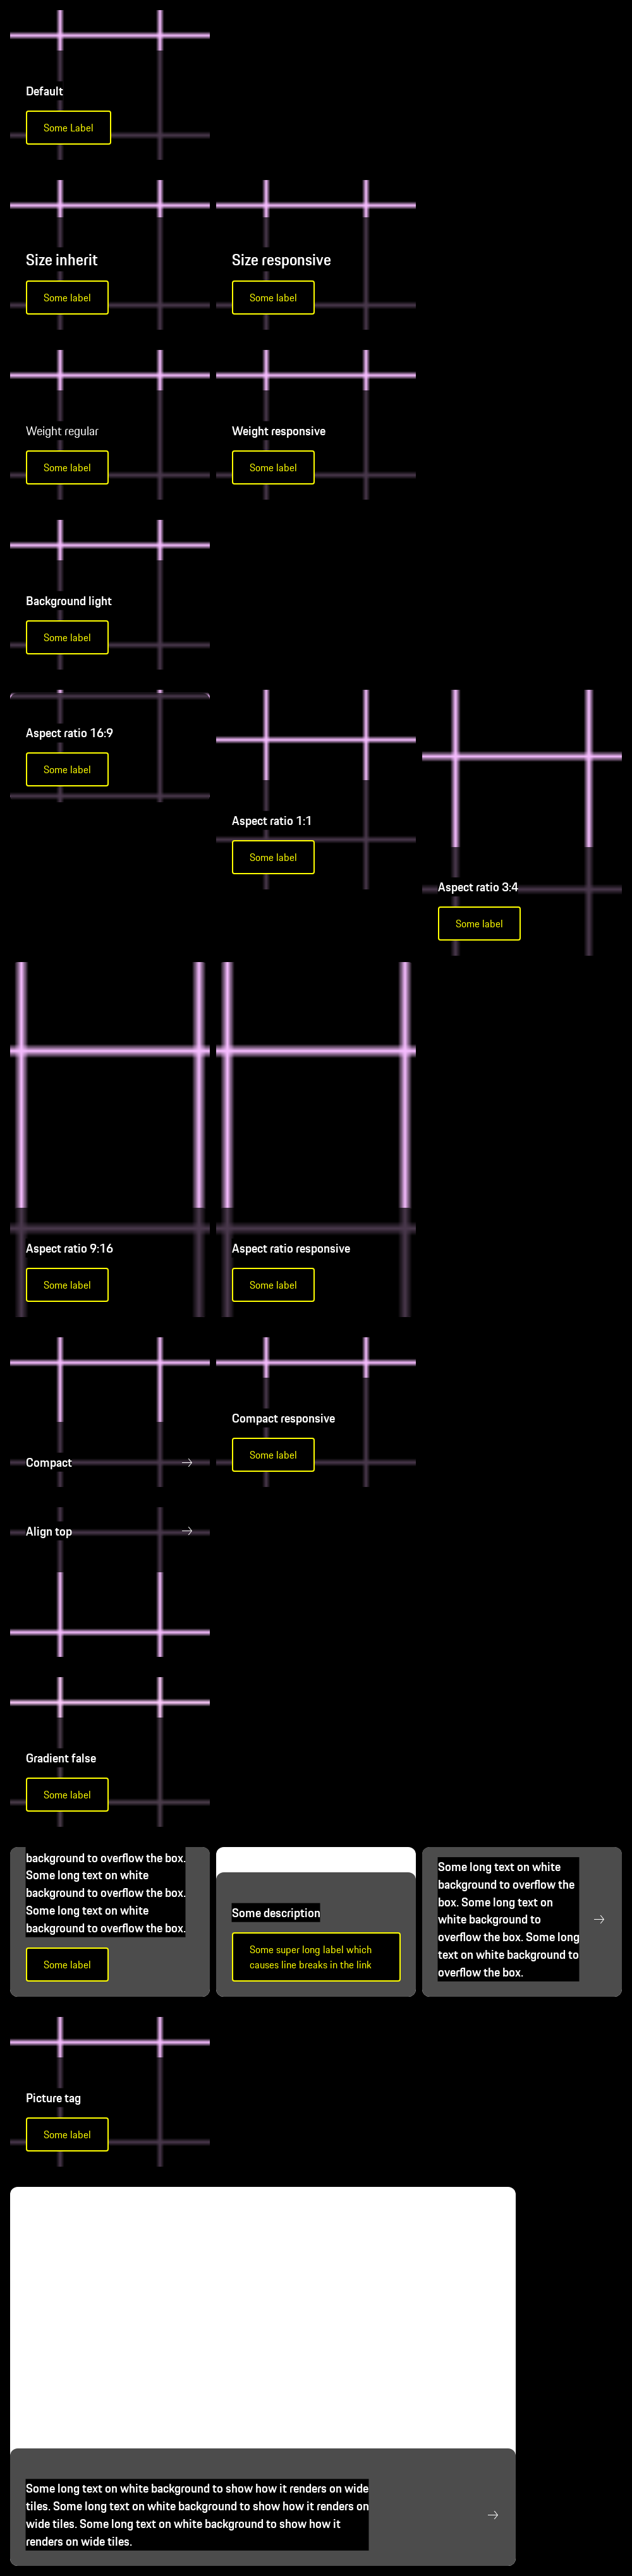 Default
Some Label
Size inherit
Size responsive
Some label
Some label
Weight regular
Weight responsive
Some label
Some label
Background light
Some label
Aspect ratio 16:9
Some label
Aspect ratio 1:1
Some label
Aspect ratio 3:4
Some label
Aspect ratio 9:16
Aspect ratio responsive
Some label
Some label
Compact
Compact responsive
Some label
Align top
Gradient false
Some label
background to overflow the box.
Some long text on white
background to overflow the box.
Some long text on white
background to overflow the box.
Some label
Some description
Some super long label which
causes line breaks in the link
Some long text on white
background to overflow the
box. Some long text on
white background to
overflow the box. Some long
text on white background to
overflow the box.
Picture tag
Some label
Some long text on white background to show how it renders on wide
tiles. Some long text on white background to show how it renders on
wide tiles. Some long text on white background to show how it
renders on wide tiles.